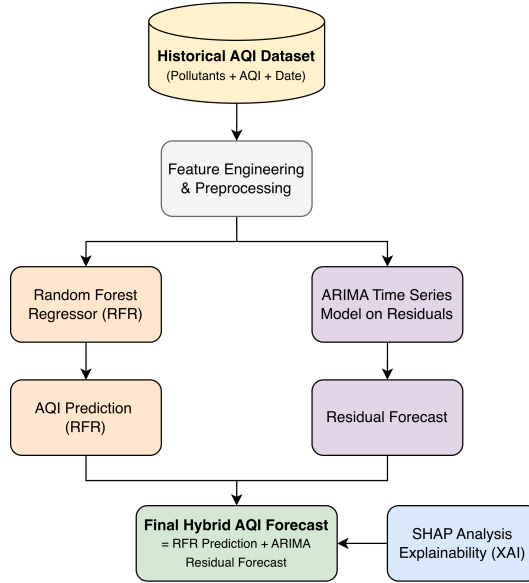 Historical AQI Dataset
(Pollutants + AQI + Date)
Feature Engineering
& Preprocessing
Random Forest
Regressor (RFR)
ARIMA Time Series
Model on Residuals
AQI Prediction
(RFR)
Residual Forecast
Final Hybrid AQI Forecast
= RFR Prediction + ARIMA
Residual Forecast
SHAP Analysis
Explainability (XAI)